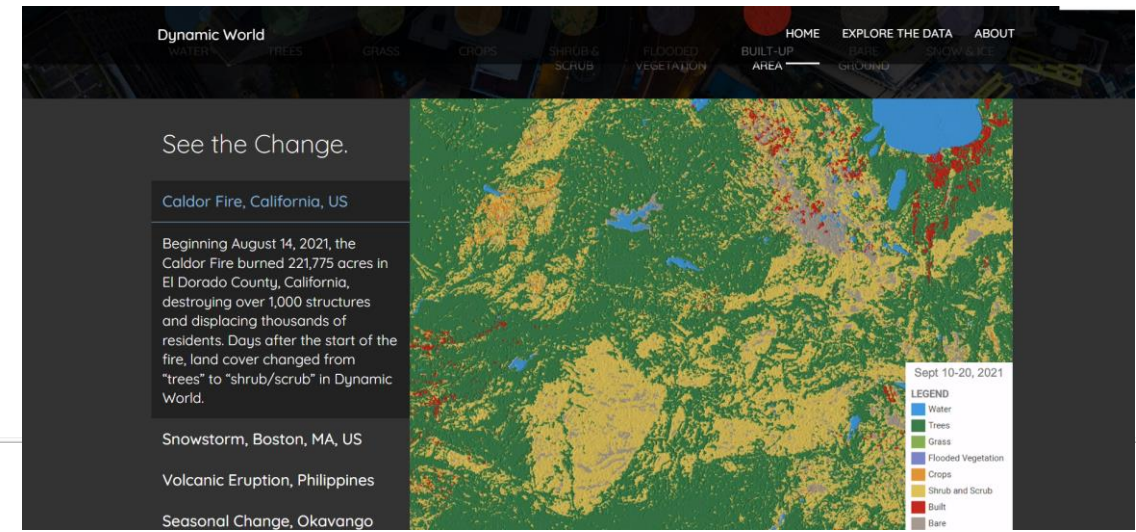 Dynamic World
HOME EXPLORE THE DATA ABOUT
WATER TREES GRASS CROPS SHRUB & SCRUB FLOODED VEGETATION BUILT-UP AREA BARE GROUND SNOW & ICE
See the Change.
Caldor Fire, California, US
Beginning August 14, 2021, the
Caldor Fire burned 221,775 acres in
El Dorado County, California,
destroying over 1,000 structures
and displacing thousands of
residents. Days after the start of the
fire, land cover changed from
“trees” to “shrub/scrub” in Dynamic
World.
Snowstorm, Boston, MA, US
Volcanic Eruption, Philippines
Seasonal Change, Okavango
Sept 10-20, 2021
LEGEND
Water
Trees
Grass
Flooded Vegetation
Crops
Shrub and Scrub
Built
Bare